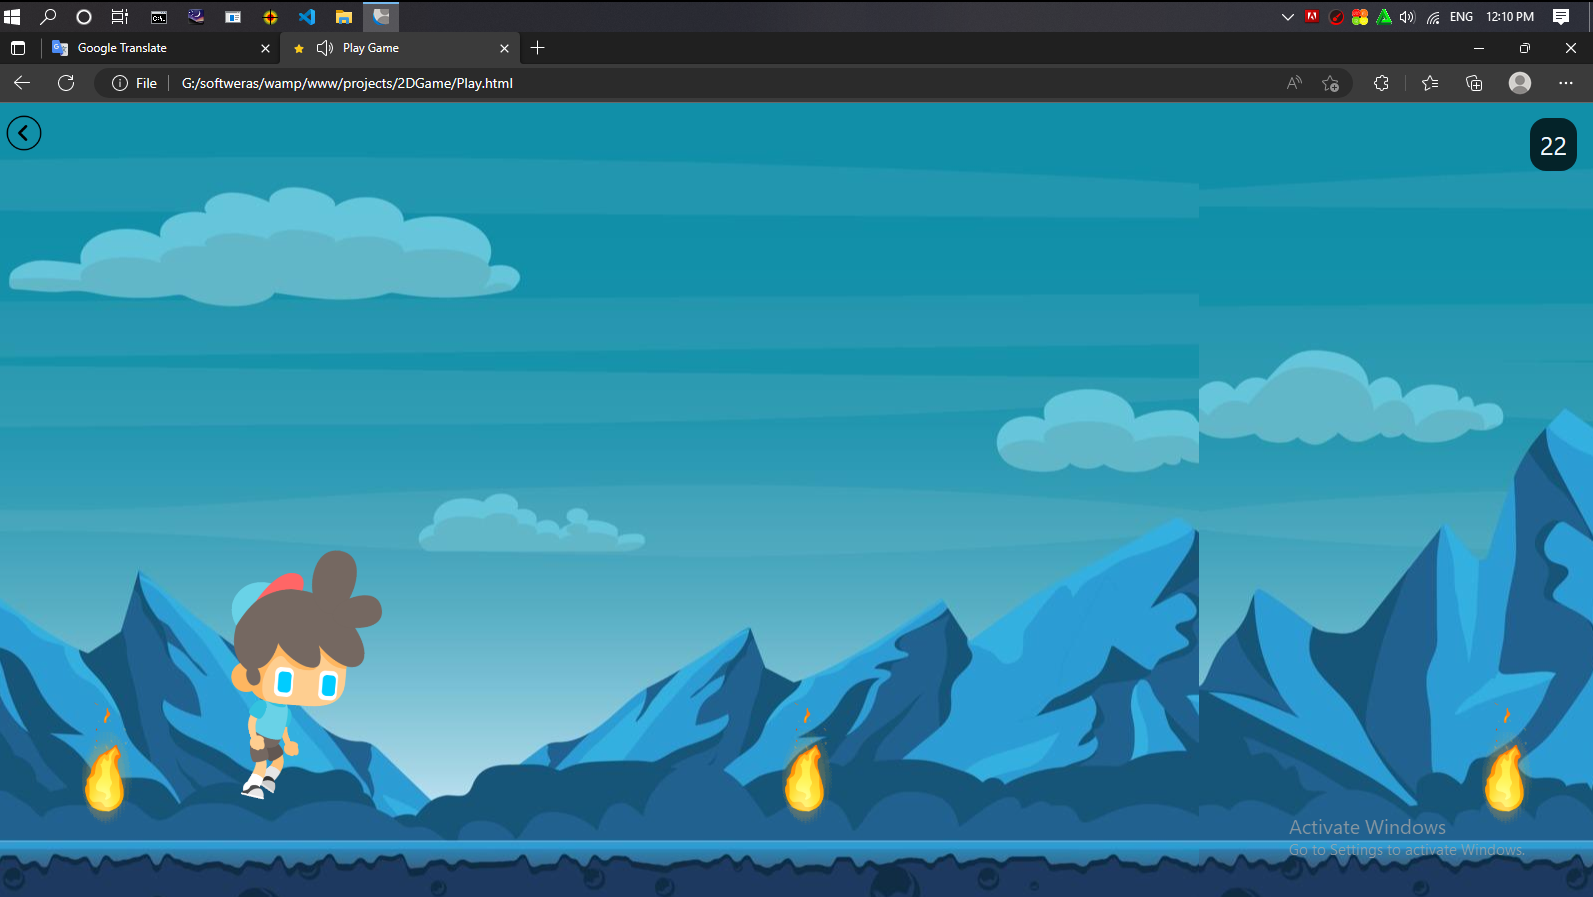 ENG 12:10 PM
Google Translate
Play Game
File G:/softweras/wamp/www/projects/2DGame/Play.html
22
Activate Windows
Go to Settings to activate Windows.